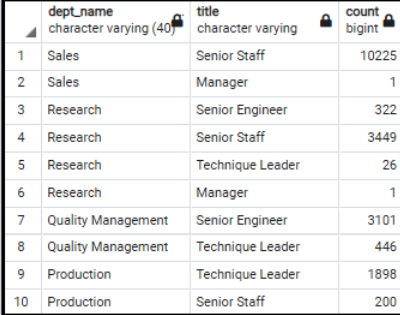 dept_name title count
character varying (40) character varying bigint
1 Sales Senior Staff 10225
2 Sales Manager 1
3 Research Senior Engineer 322
4 Research Senior Staff 3449
5 Research Technique Leader 26
6 Research Manager 1
7 Quality Management Senior Engineer 3101
8 Quality Management Technique Leader 446
9 Production Technique Leader 1898
10 Production Senior Staff 200